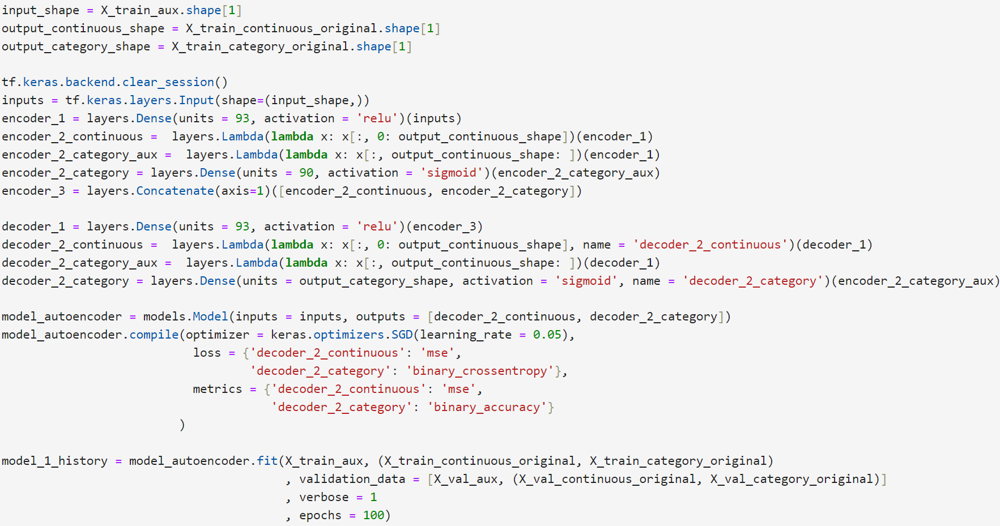 input_shape = X_train_aux.shape[1]
output_continuous_shape = X_train_continuous_original.shape[1]
output_category_shape = X_train_category_original.shape[1]

tf.keras.backend.clear_session()
inputs = tf.keras.layers.Input(shape=(input_shape,))
encoder_1 = layers.Dense(units = 93, activation = 'relu')(inputs)
encoder_2_continuous =  layers.Lambda(lambda x: x[:, 0: output_continuous_shape])(encoder_1)
encoder_2_category_aux =  layers.Lambda(lambda x: x[:, output_continuous_shape: ])(encoder_1)
encoder_2_category = layers.Dense(units = 90, activation = 'sigmoid')(encoder_2_category_aux)
encoder_3 = layers.Concatenate(axis=1)([encoder_2_continuous, encoder_2_category])

decoder_1 = layers.Dense(units = 93, activation = 'relu')(encoder_3)
decoder_2_continuous =  layers.Lambda(lambda x: x[:, 0: output_continuous_shape], name = 'decoder_2_continuous')(decoder_1)
decoder_2_category_aux =  layers.Lambda(lambda x: x[:, output_continuous_shape: ])(decoder_1)
decoder_2_category = layers.Dense(units = output_category_shape, activation = 'sigmoid', name = 'decoder_2_category')(encoder_2_category_aux)

model_autoencoder = models.Model(inputs = inputs, outputs = [decoder_2_continuous, decoder_2_category])
model_autoencoder.compile(optimizer = keras.optimizers.SGD(learning_rate = 0.05),
                           loss = {'decoder_2_continuous': 'mse',
                                   'decoder_2_category': 'binary_crossentropy'},
                           metrics = {'decoder_2_continuous': 'mse',
                                      'decoder_2_category': 'binary_accuracy'}
                         )

model_1_history = model_autoencoder.fit(X_train_aux, (X_train_continuous_original, X_train_category_original)
                                        , validation_data = [X_val_aux, (X_val_continuous_original, X_val_category_original)]
                                        , verbose = 1
                                        , epochs = 100)